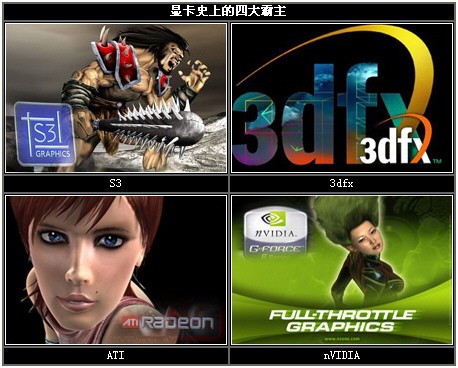 显卡史上的四大霸主
S3
GRAPHICS
3dfx
3dfx™
S3
3dfx
ATI RADEON
nVIDIA.
G-FORCE
FULL-THROTTLE
GRAPHICS
ATI
nVIDIA